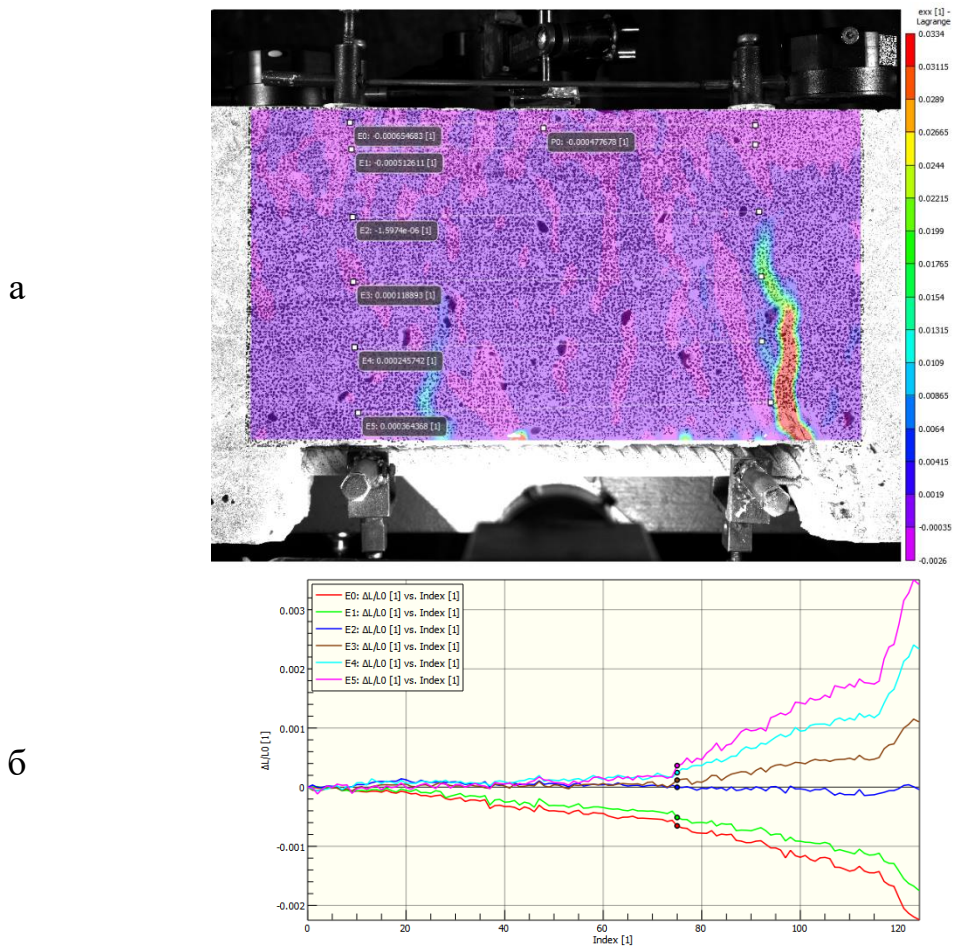 exx [1] -
Lagrange
0.0334
0.03115
0.0289
0.02665
0.0244
0.02215
0.0199
0.01765
0.0154
0.01315
0.0109
0.00865
0.0064
0.00415
0.0019
-0.00035
-0.0026
E0: -0.000654683 [1]
P0: -0.000477678 [1]
E1: -0.000512611 [1]
E2: -1.5974e-06 [1]
E3: 0.000118893 [1]
E4: 0.000245742 [1]
E5: 0.000364368 [1]
а
E0: ΔL/L0 [1] vs. Index [1]
E1: ΔL/L0 [1] vs. Index [1]
E2: ΔL/L0 [1] vs. Index [1]
E3: ΔL/L0 [1] vs. Index [1]
E4: ΔL/L0 [1] vs. Index [1]
E5: ΔL/L0 [1] vs. Index [1]
0.003
0.002
0.001
0
-0.001
-0.002
ΔL/L0 [1]
б
0 20 40 60 80 100 120
Index [1]